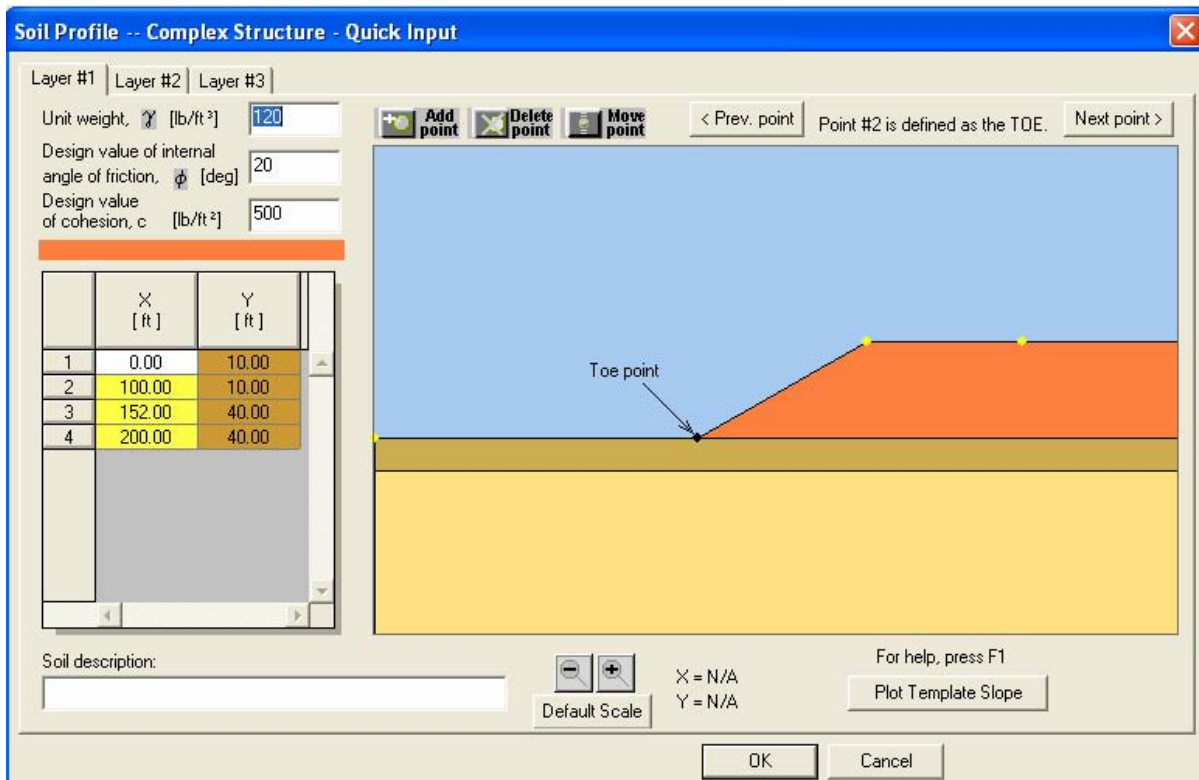 Soil Profile -- Complex Structure - Quick Input
Layer #1 Layer #2 Layer #3
Unit weight, γ [lb/ft³] 120
Design value of internal
angle of friction, ϕ [deg] 20
Design value
of cohesion, c [lb/ft²] 500
Add point Delete point Move point < Prev. point Point #2 is defined as the TOE. Next point >
X [ ft ] Y [ ft ]
1 0.00 10.00
2 100.00 10.00
3 152.00 40.00
4 200.00 40.00
Toe point
Soil description:
Default Scale
X = N/A
Y = N/A
For help, press F1
Plot Template Slope
OK Cancel